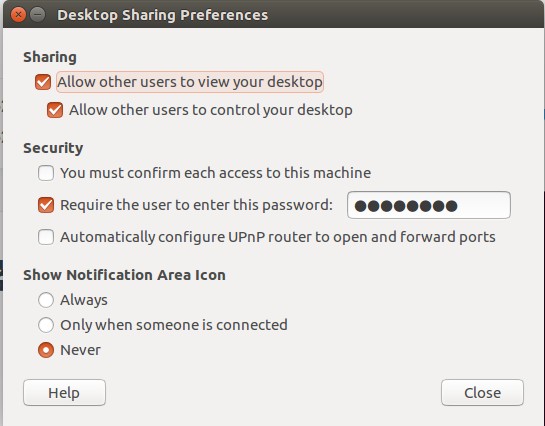 Desktop Sharing Preferences
Sharing
Allow other users to view your desktop
Allow other users to control your desktop
Security
You must confirm each access to this machine
Require the user to enter this password: ●●●●●●●●
Automatically configure UPnP router to open and forward ports
Show Notification Area Icon
Always
Only when someone is connected
Never
Help Close